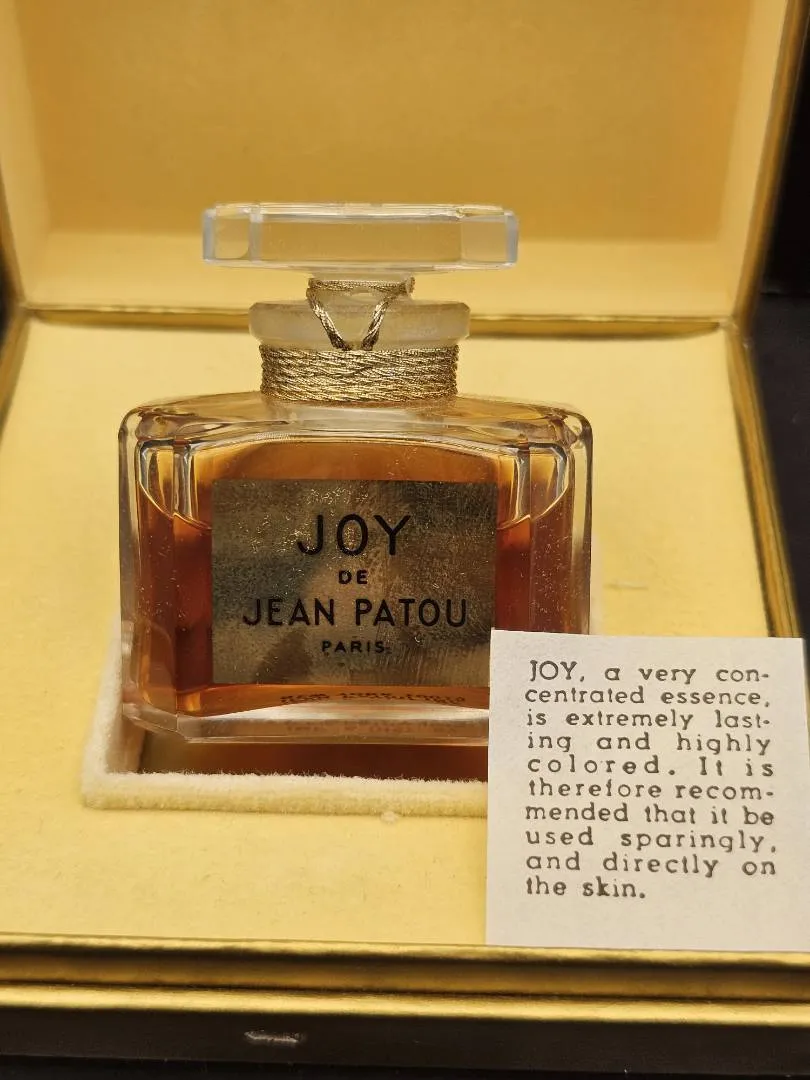 JOY
DE
JEAN PATOU
PARIS
JOY, a very con-
centrated essence,
is extremely last-
ing and highly
colored. It is
therefore recom-
mended that it be
used sparingly,
and directly on
the skin.